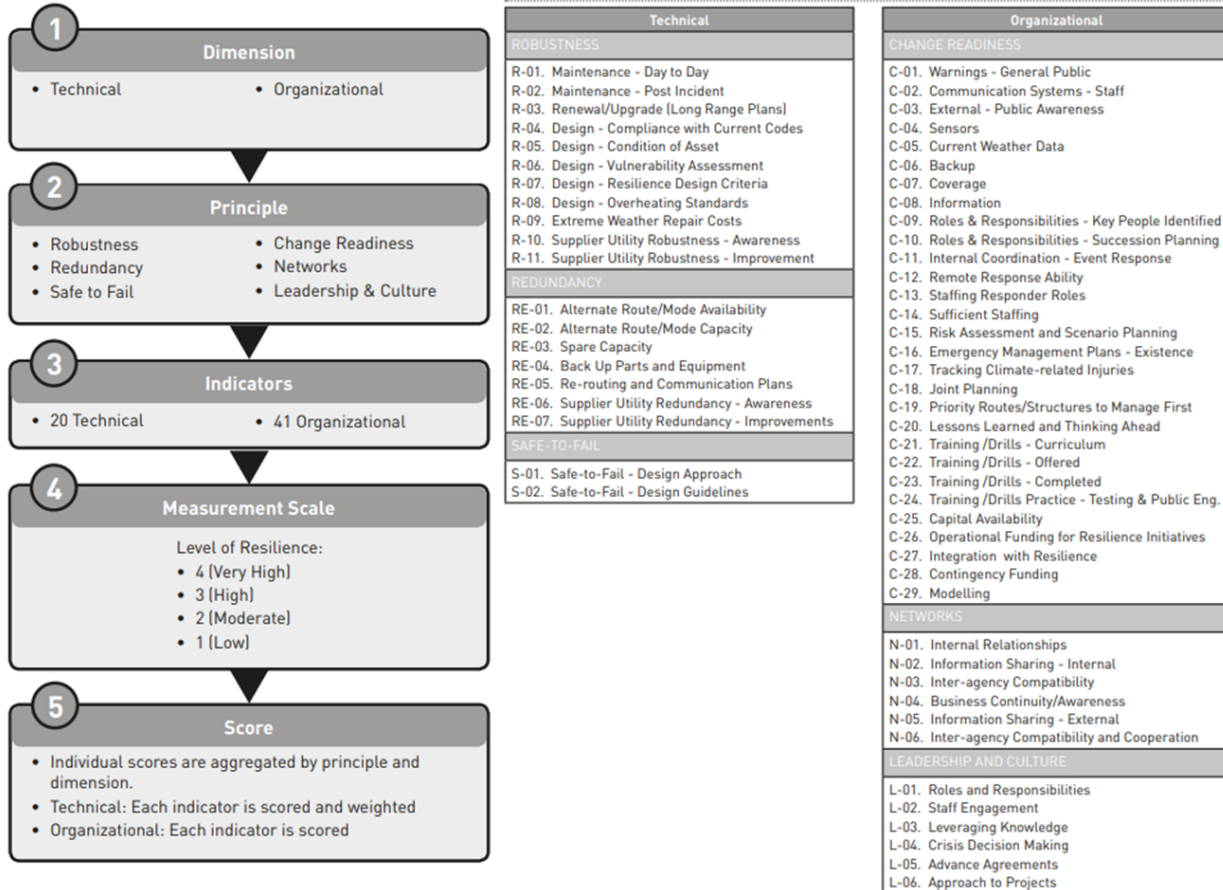 1
Dimension
• Technical
• Organizational
2
Principle
• Robustness
• Redundancy
• Safe to Fail
• Change Readiness
• Networks
• Leadership & Culture
3
Indicators
• 20 Technical
• 41 Organizational
4
Measurement Scale
Level of Resilience:
• 4 (Very High)
• 3 (High)
• 2 (Moderate)
• 1 (Low)
5
Score
• Individual scores are aggregated by principle and
dimension.
• Technical: Each indicator is scored and weighted
• Organizational: Each indicator is scored
Technical
ROBUSTNESS
R-01. Maintenance - Day to Day
R-02. Maintenance - Post Incident
R-03. Renewal/Upgrade (Long Range Plans)
R-04. Design - Compliance with Current Codes
R-05. Design - Condition of Asset
R-06. Design - Vulnerability Assessment
R-07. Design - Resilience Design Criteria
R-08. Design - Overheating Standards
R-09. Extreme Weather Repair Costs
R-10. Supplier Utility Robustness - Awareness
R-11. Supplier Utility Robustness - Improvement
REDUNDANCY
RE-01. Alternate Route/Mode Availability
RE-02. Alternate Route/Mode Capacity
RE-03. Spare Capacity
RE-04. Back Up Parts and Equipment
RE-05. Re-routing and Communication Plans
RE-06. Supplier Utility Redundancy - Awareness
RE-07. Supplier Utility Redundancy - Improvements
SAFE-TO-FAIL
S-01. Safe-to-Fail - Design Approach
S-02. Safe-to-Fail - Design Guidelines
Organizational
CHANGE READINESS
C-01. Warnings - General Public
C-02. Communication Systems - Staff
C-03. External - Public Awareness
C-04. Sensors
C-05. Current Weather Data
C-06. Backup
C-07. Coverage
C-08. Information
C-09. Roles & Responsibilities - Key People Identified
C-10. Roles & Responsibilities - Succession Planning
C-11. Internal Coordination - Event Response
C-12. Remote Response Ability
C-13. Staffing Responder Roles
C-14. Sufficient Staffing
C-15. Risk Assessment and Scenario Planning
C-16. Emergency Management Plans - Existence
C-17. Tracking Climate-related Injuries
C-18. Joint Planning
C-19. Priority Routes/Structures to Manage First
C-20. Lessons Learned and Thinking Ahead
C-21. Training /Drills - Curriculum
C-22. Training /Drills - Offered
C-23. Training /Drills - Completed
C-24. Training /Drills Practice - Testing & Public Eng.
C-25. Capital Availability
C-26. Operational Funding for Resilience Initiatives
C-27. Integration with Resilience
C-28. Contingency Funding
C-29. Modelling
NETWORKS
N-01. Internal Relationships
N-02. Information Sharing - Internal
N-03. Inter-agency Compatibility
N-04. Business Continuity/Awareness
N-05. Information Sharing - External
N-06. Inter-agency Compatibility and Cooperation
LEADERSHIP AND CULTURE
L-01. Roles and Responsibilities
L-02. Staff Engagement
L-03. Leveraging Knowledge
L-04. Crisis Decision Making
L-05. Advance Agreements
L-06. Approach to Projects